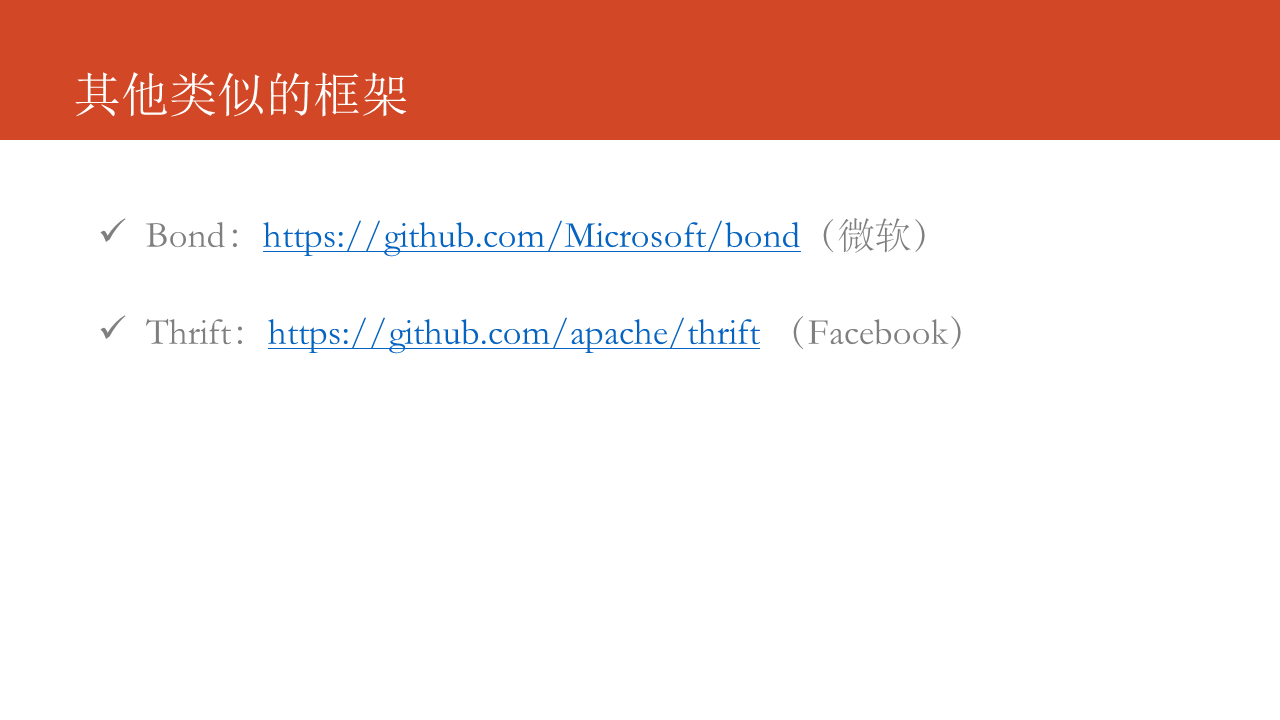 其他类似的框架
✓ Bond：https://github.com/Microsoft/bond（微软）
✓ Thrift：https://github.com/apache/thrift （Facebook）